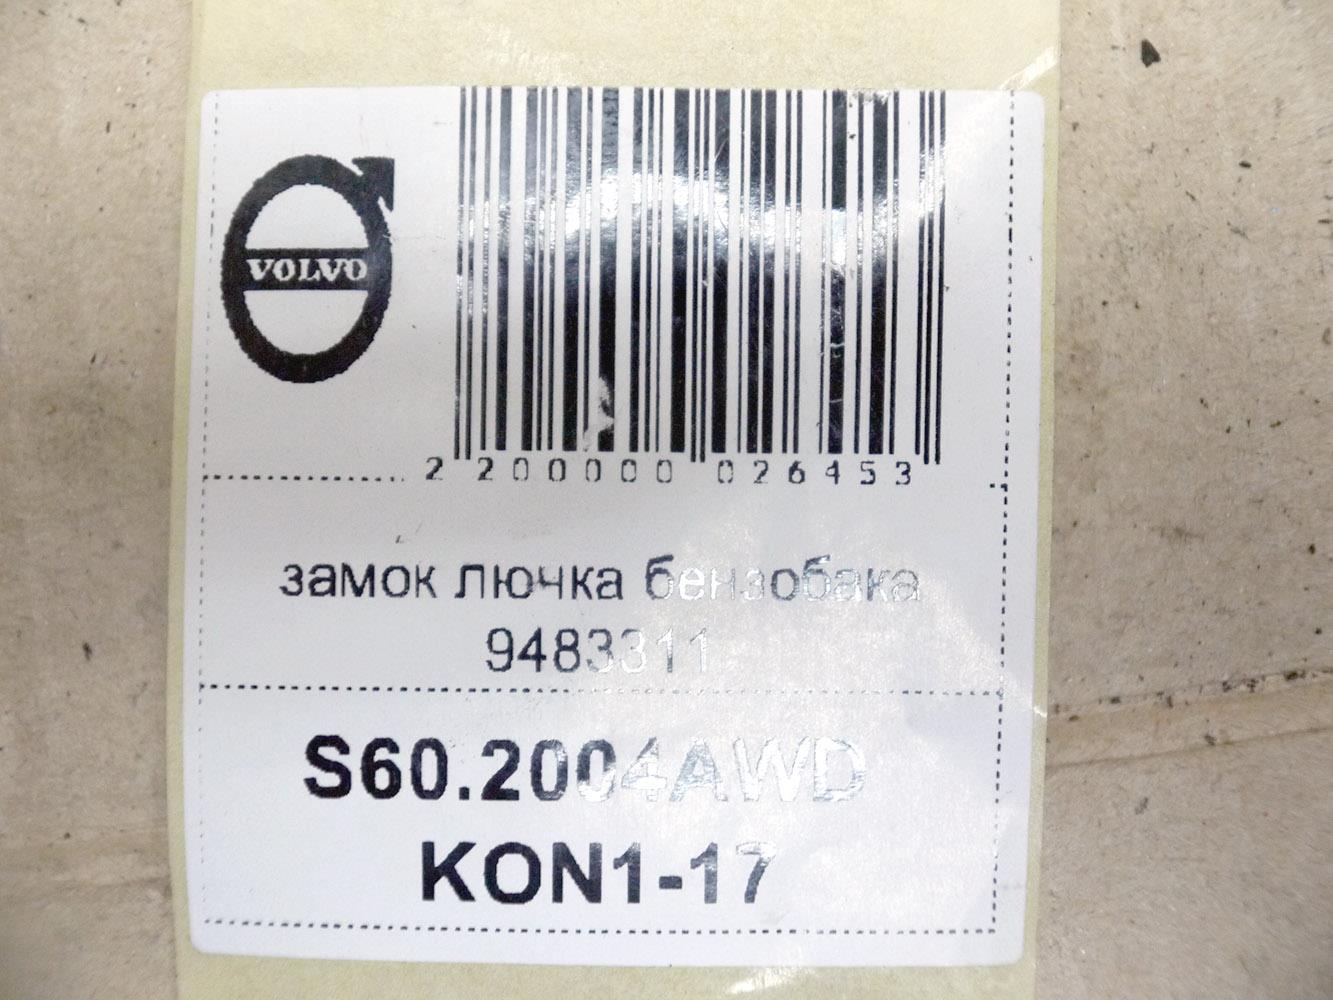 VOLVO
2 200000 026453
замок лючка бензобака
9483311
S60.2004AWD
KON1-17